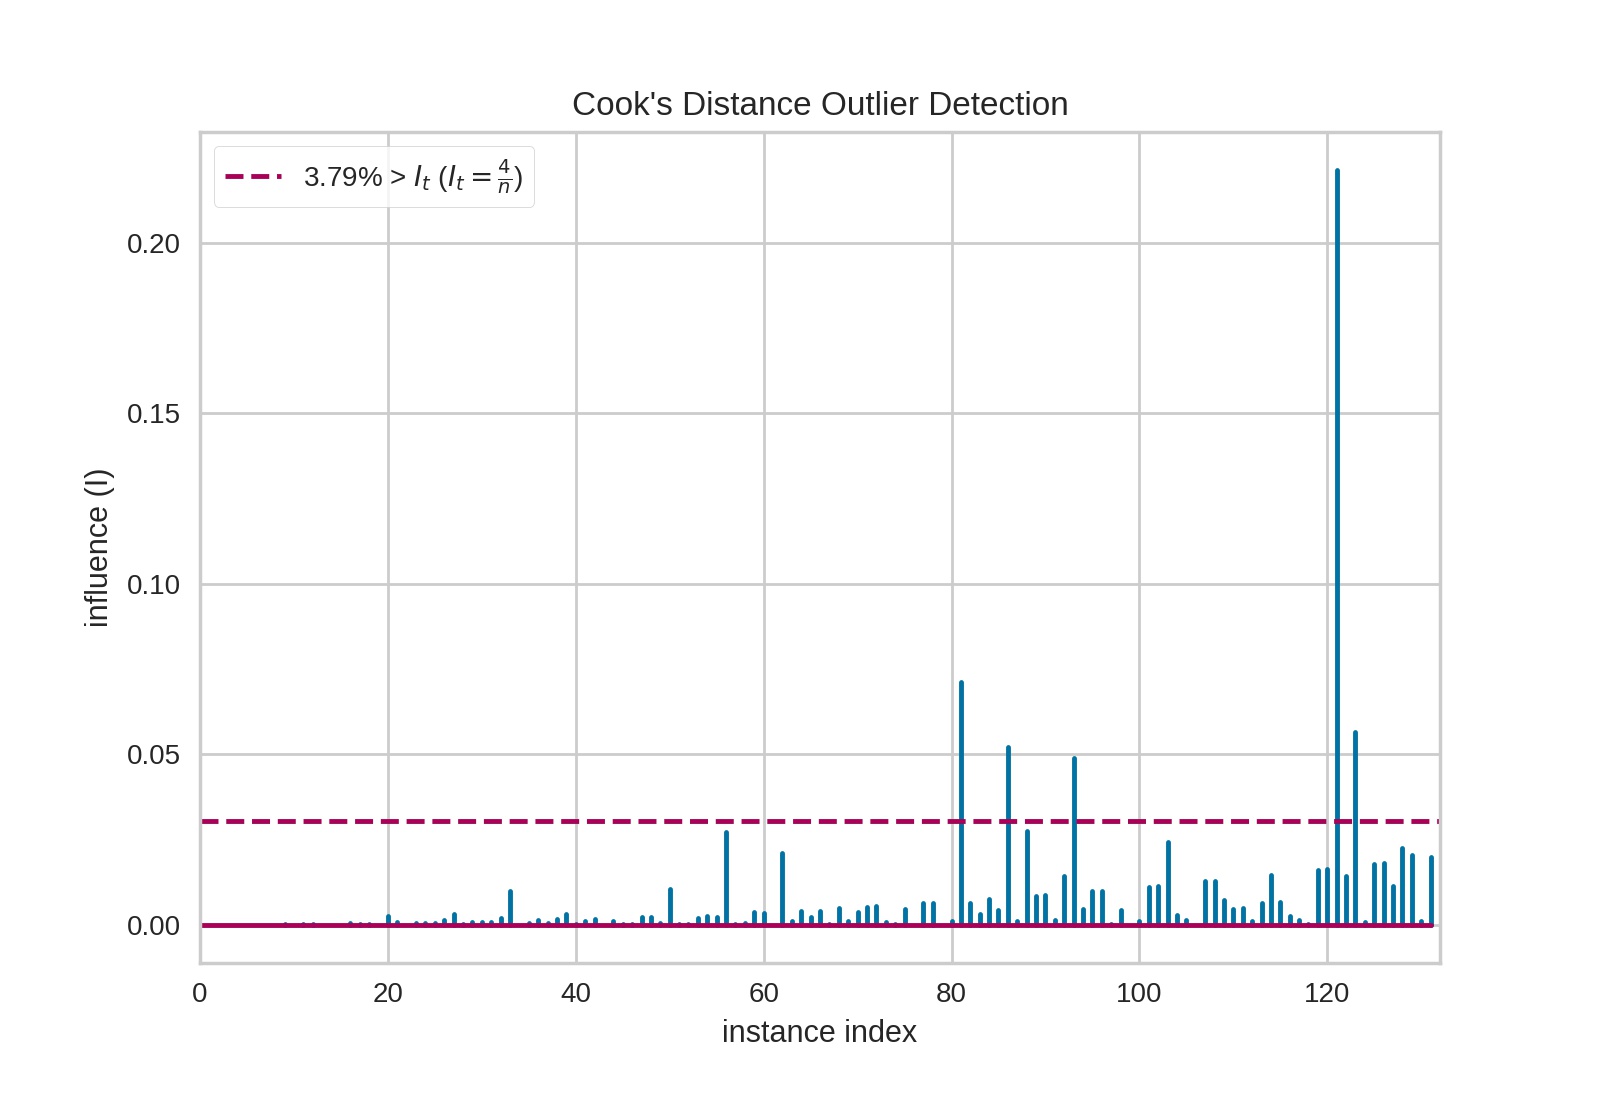 Cook's Distance Outlier Detection
3.79% > I_t (I_t = 4/n)
0.20
0.15
0.10
0.05
0.00
influence (I)
0 20 40 60 80 100 120
instance index